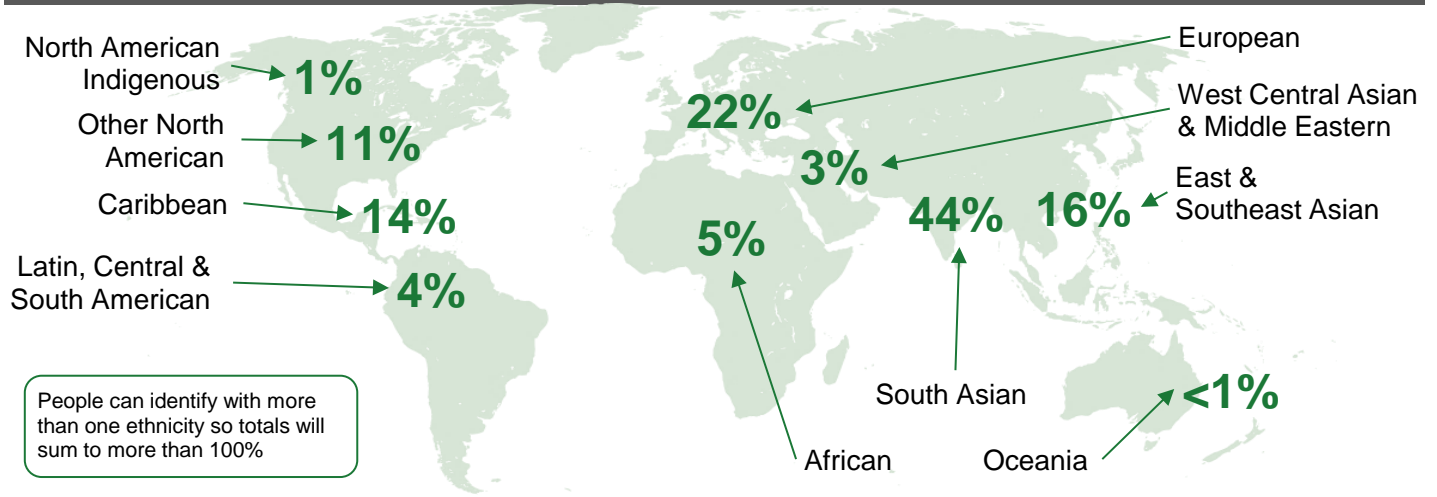 North American
Indigenous
1%
Other North
American
11%
Caribbean
14%
Latin, Central &
South American
4%
People can identify with more
than one ethnicity so totals will
sum to more than 100%
European
22%
West Central Asian
& Middle Eastern
3%
East &
Southeast Asian
16%
44%
South Asian
5%
African
<1%
Oceania